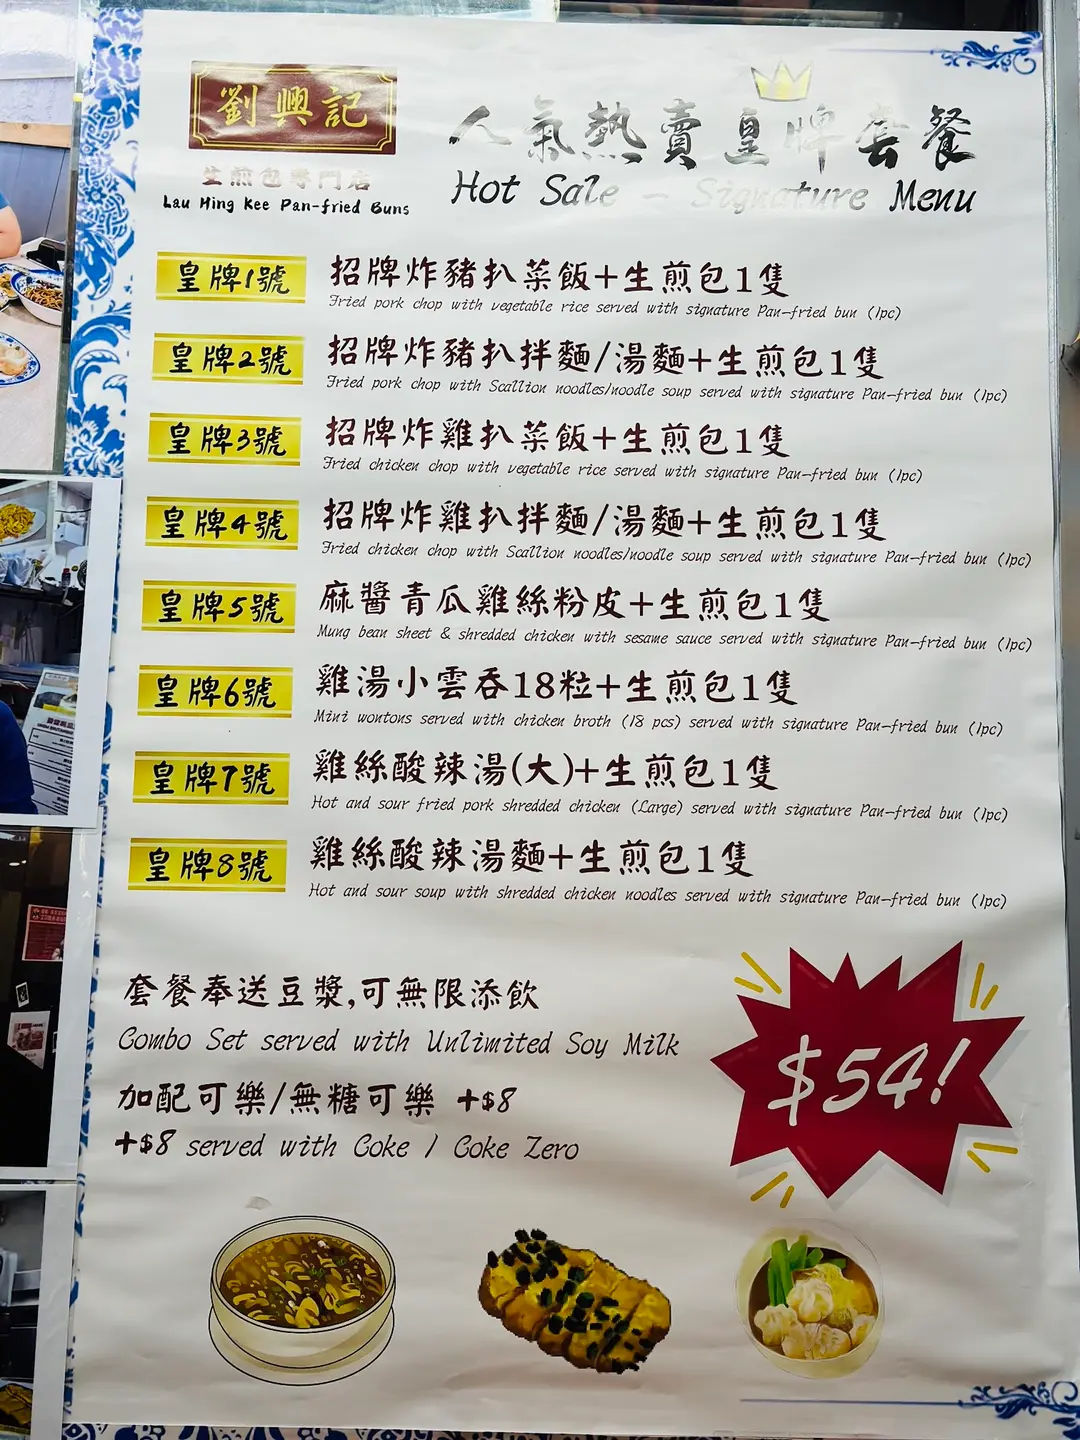 劉興記
生煎包專門店
Lau Hing Kee Pan-fried Buns
人氣熱賣皇牌套餐
Hot Sale – Signature Menu
皇牌1號
招牌炸豬扒菜飯+生煎包1隻
Fried pork chop with vegetable rice served with signature Pan-fried bun (1pc)
皇牌2號
招牌炸豬扒拌麵/湯麵+生煎包1隻
Fried pork chop with Scallion noodles/noodle soup served with signature Pan-fried bun (1pc)
皇牌3號
招牌炸雞扒菜飯+生煎包1隻
Fried chicken chop with vegetable rice served with signature Pan-fried bun (1pc)
皇牌4號
招牌炸雞扒拌麵/湯麵+生煎包1隻
Fried chicken chop with Scallion noodles/noodle soup served with signature Pan-fried bun (1pc)
皇牌5號
麻醬青瓜雞絲粉皮+生煎包1隻
Mung bean sheet & shredded chicken with sesame sauce served with signature Pan-fried bun (1pc)
皇牌6號
雞湯小雲吞18粒+生煎包1隻
Mini wontons served with chicken broth (18 pcs) served with signature Pan-fried bun (1pc)
皇牌7號
雞絲酸辣湯(大)+生煎包1隻
Hot and sour fried pork shredded chicken (Large) served with signature Pan-fried bun (1pc)
皇牌8號
雞絲酸辣湯麵+生煎包1隻
Hot and sour soup with shredded chicken noodles served with signature Pan-fried bun (1pc)
套餐奉送豆漿,可無限添飲
Combo Set served with Unlimited Soy Milk
加配可樂/無糖可樂 +$8
+$8 served with Coke / Coke Zero
$54!